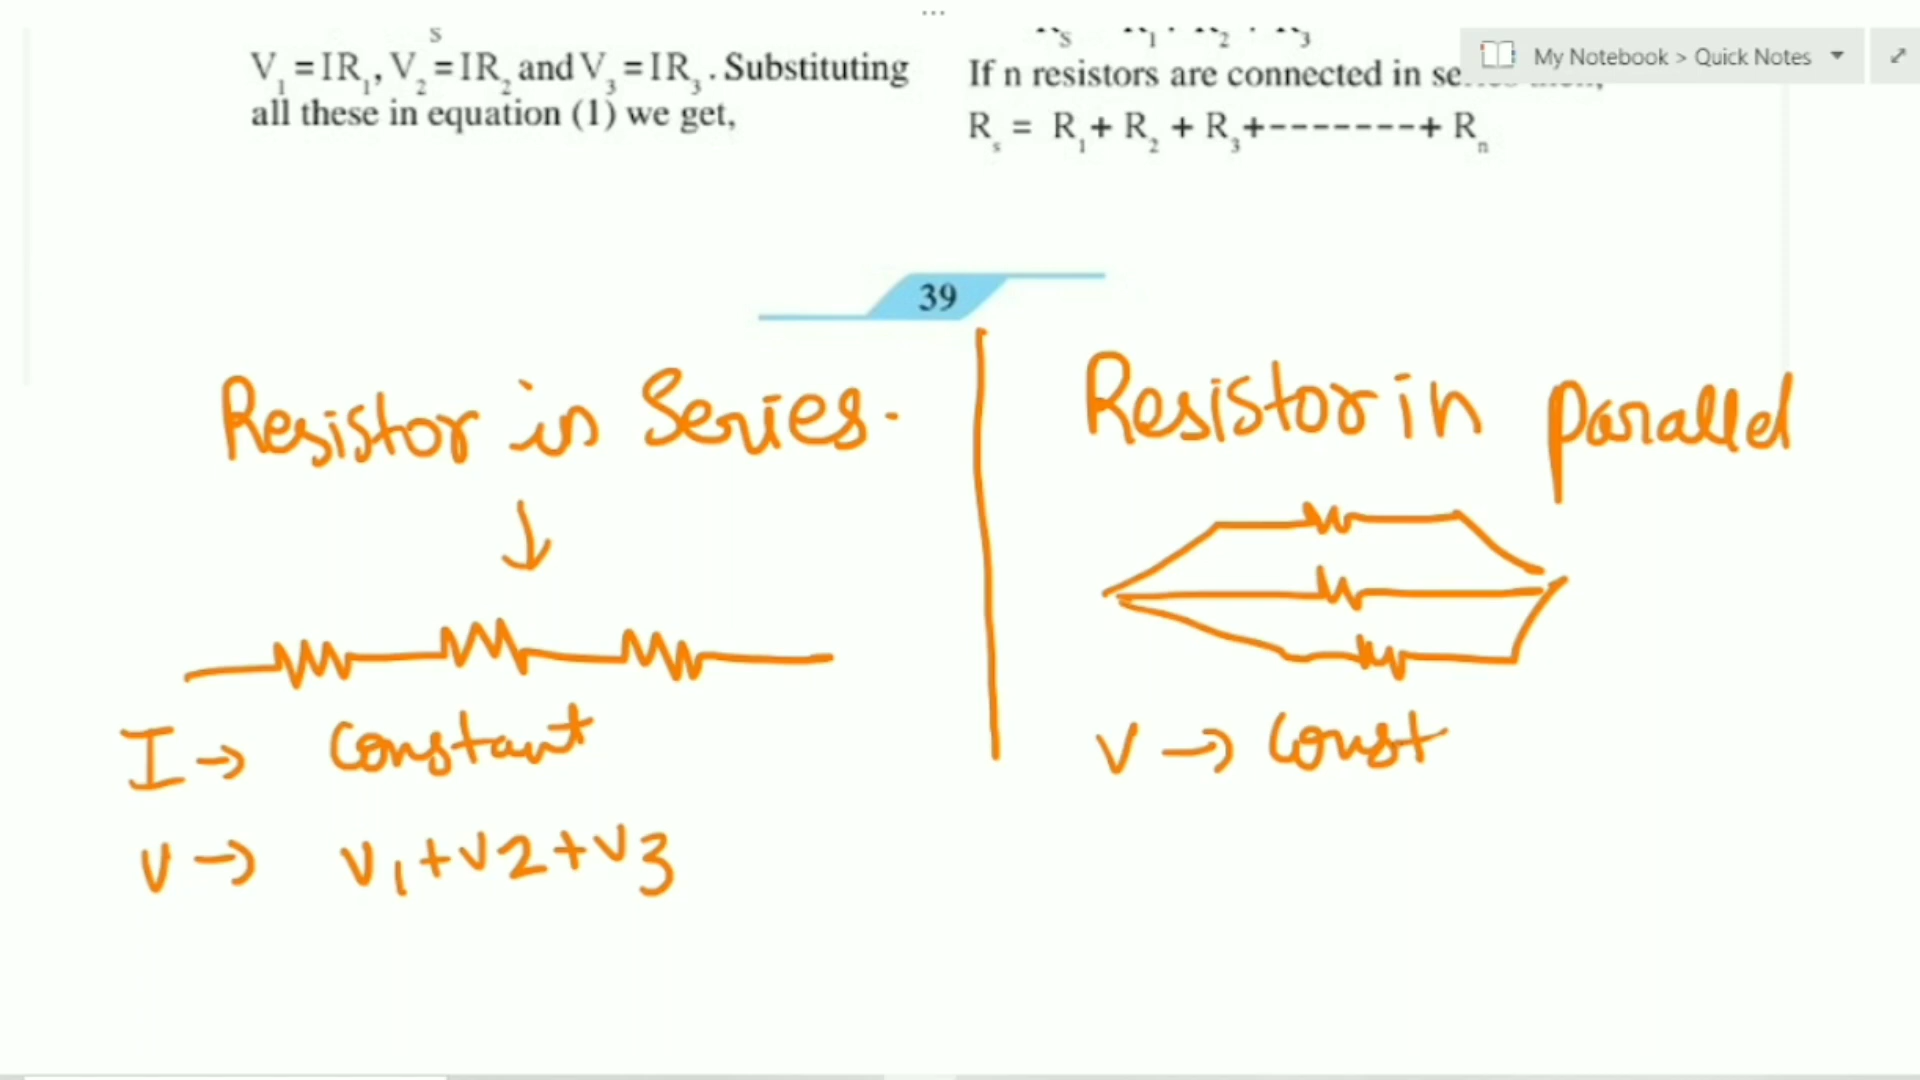 ...
S
V1 = IR1, V2 = IR2 and V3 = IR3. Substituting
all these in equation (1) we get,
If n resistors are connected in
Rs = R1 + R2 + R3 +-------+ Rn
My Notebook > Quick Notes
39
Resistor in Series.
I → Constant
V → V1+V2+V3
Resistor in parallel
V → Const